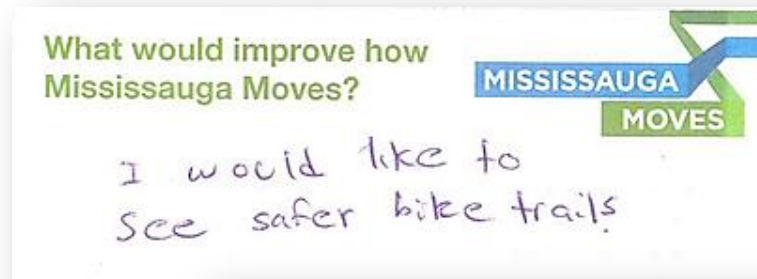 What would improve how
Mississauga Moves?
MISSISSAUGA
MOVES
I would like to
see safer bike trails.